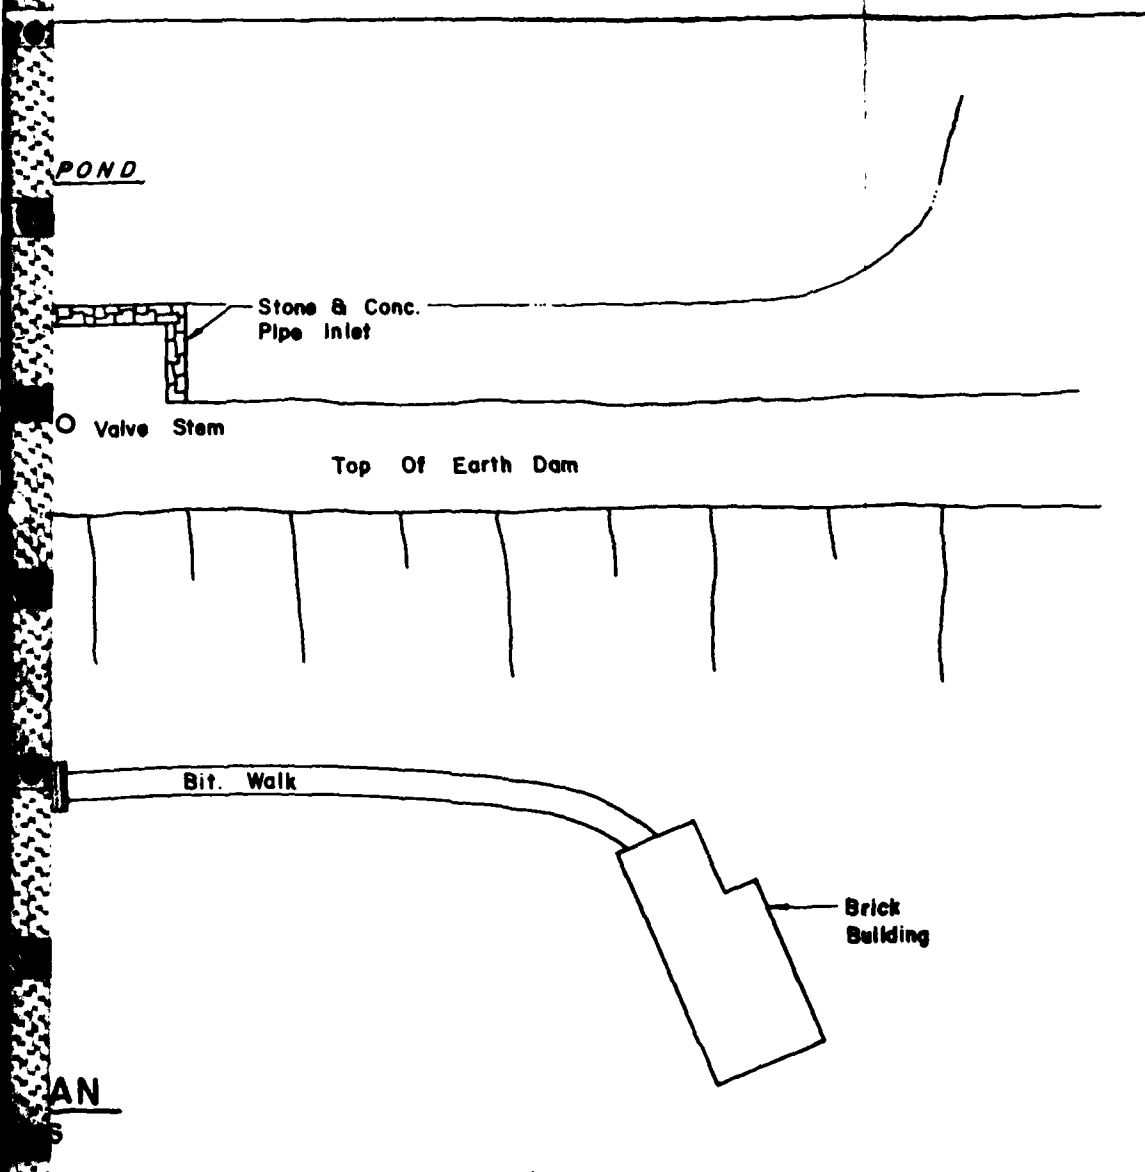 POND
Stone & Conc.
Pipe Inlet
Valve Stem
Top Of Earth Dam
Bit. Walk
Brick
Building
AN
S